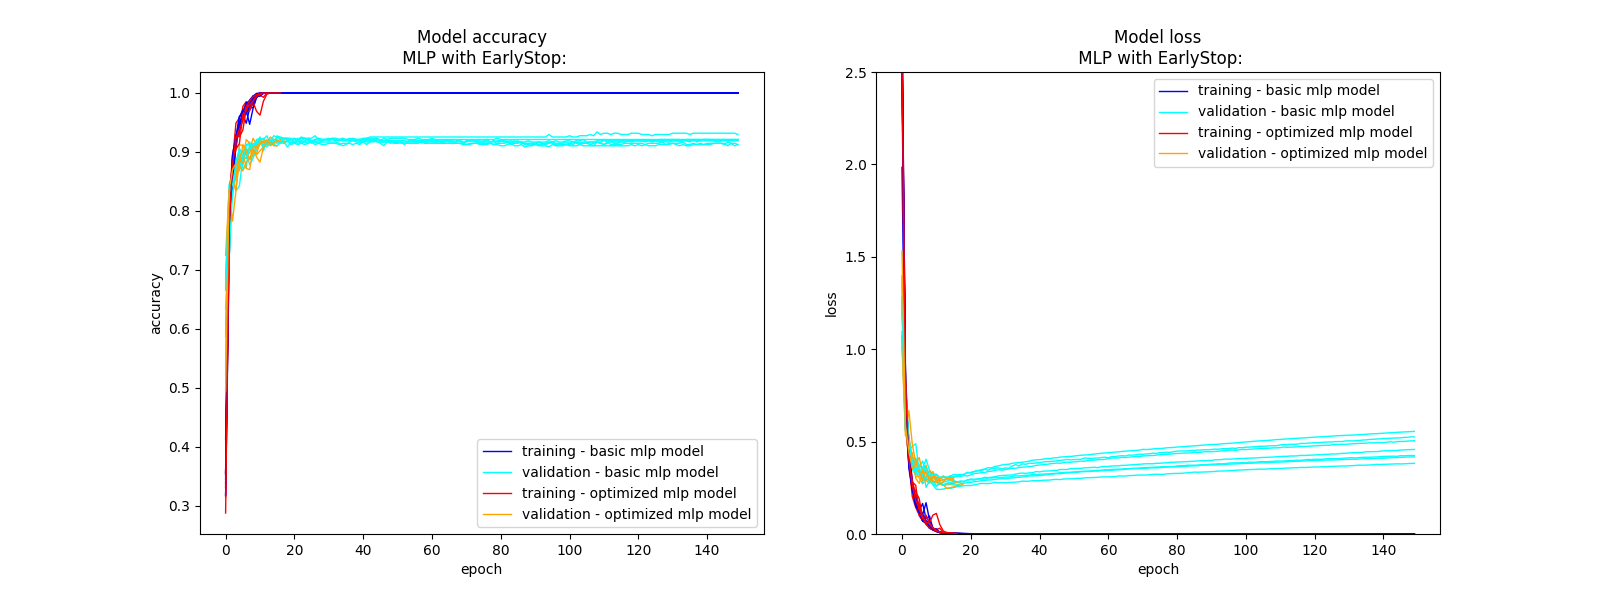 Model accuracy
MLP with EarlyStop:
1.0
0.9
0.8
0.7
0.6
0.5
0.4
0.3
accuracy
training - basic mlp model
validation - basic mlp model
training - optimized mlp model
validation - optimized mlp model
0 20 40 60 80 100 120 140
epoch
Model loss
MLP with EarlyStop:
2.5
2.0
1.5
1.0
0.5
0.0
loss
training - basic mlp model
validation - basic mlp model
training - optimized mlp model
validation - optimized mlp model
0 20 40 60 80 100 120 140
epoch